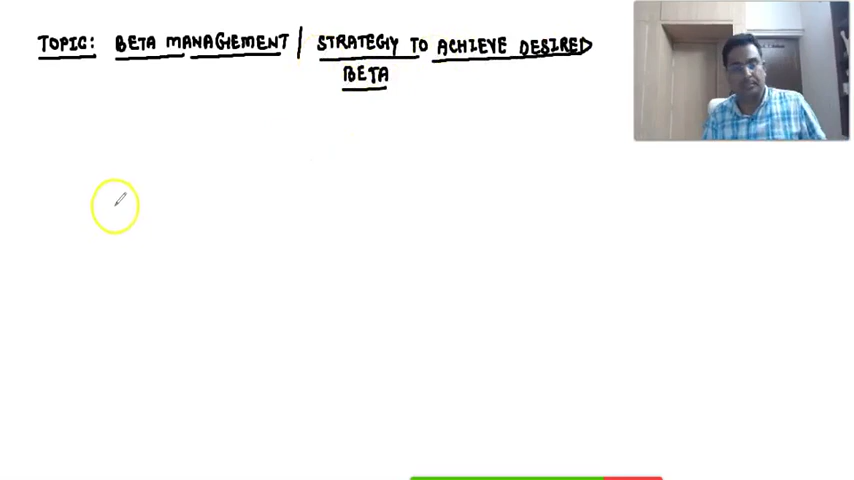 TOPIC: BETA MANAGEMENT / STRATEGY TO ACHIEVE DESIRED
BETA